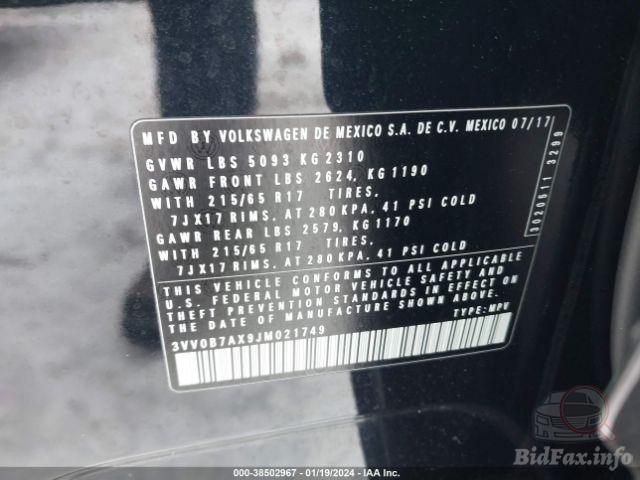 MFD BY VOLKSWAGEN DE MEXICO S.A. DE C.V. MEXICO 07/17
GVWR LBS 5093 KG 2310
GAWR FRONT LBS 2624, KG 1190
WITH 215/65 R17 TIRES.
7JX17 RIMS. AT 280 KPA. 41 PSI COLD
GAWR REAR LBS 2579, KG 1170
WITH 215/65 R17 TIRES.
7JX17 RIMS. AT 280 KPA. 41 PSI COLD
THIS VEHICLE CONFORMS TO ALL APPLICABLE
U.S. FEDERAL MOTOR VEHICLE SAFETY AND
THEFT PREVENTION STANDARDS IN EFFECT ON
THE DATE OF MANUFACTURE SHOWN ABOVE.
3VV0B7AX9JM021749 TYPE: MPV
3020511 3299
000-38502967 - 01/19/2024 - IAA Inc.
BidFax.info